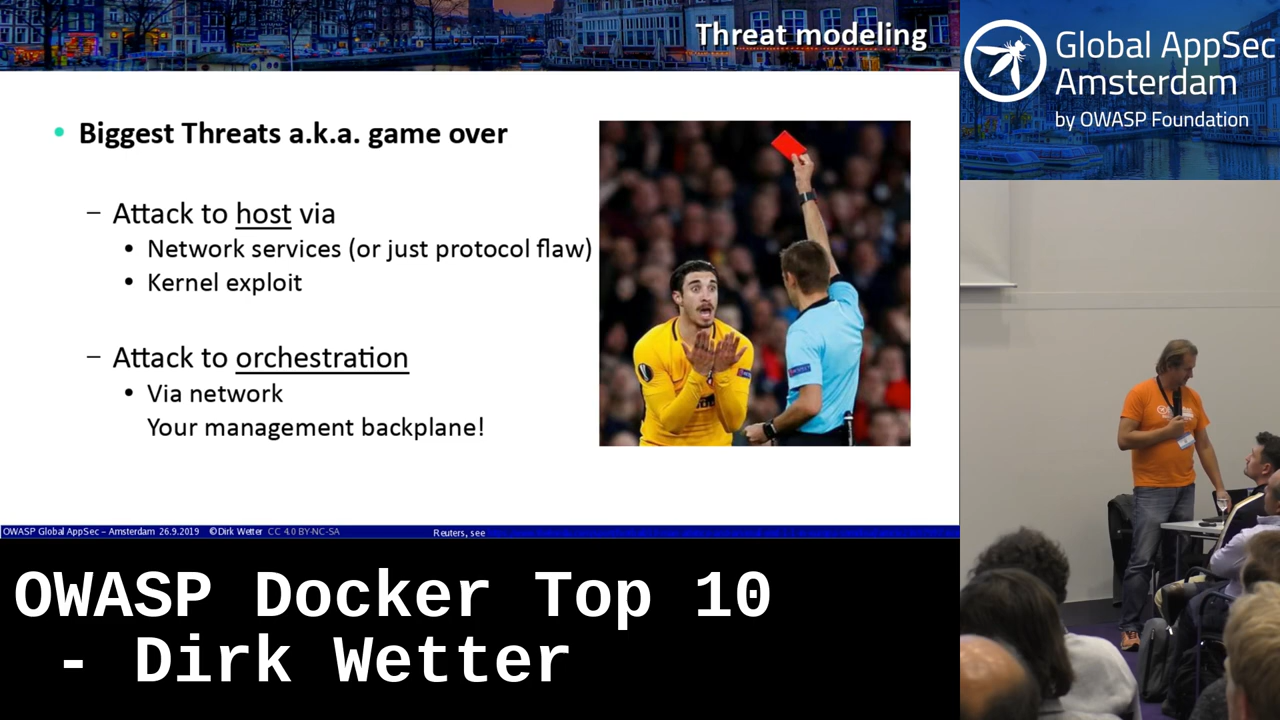 Threat modeling
Global AppSec
Amsterdam
by OWASP Foundation
• Biggest Threats a.k.a. game over
– Attack to host via
• Network services (or just protocol flaw)
• Kernel exploit
– Attack to orchestration
• Via network
Your management backplane!
OWASP Global AppSec – Amsterdam 26.9.2019 ©Dirk Wetter CC 4.0 BY-NC-SA
Reuters, see
OWASP Docker Top 10
- Dirk Wetter